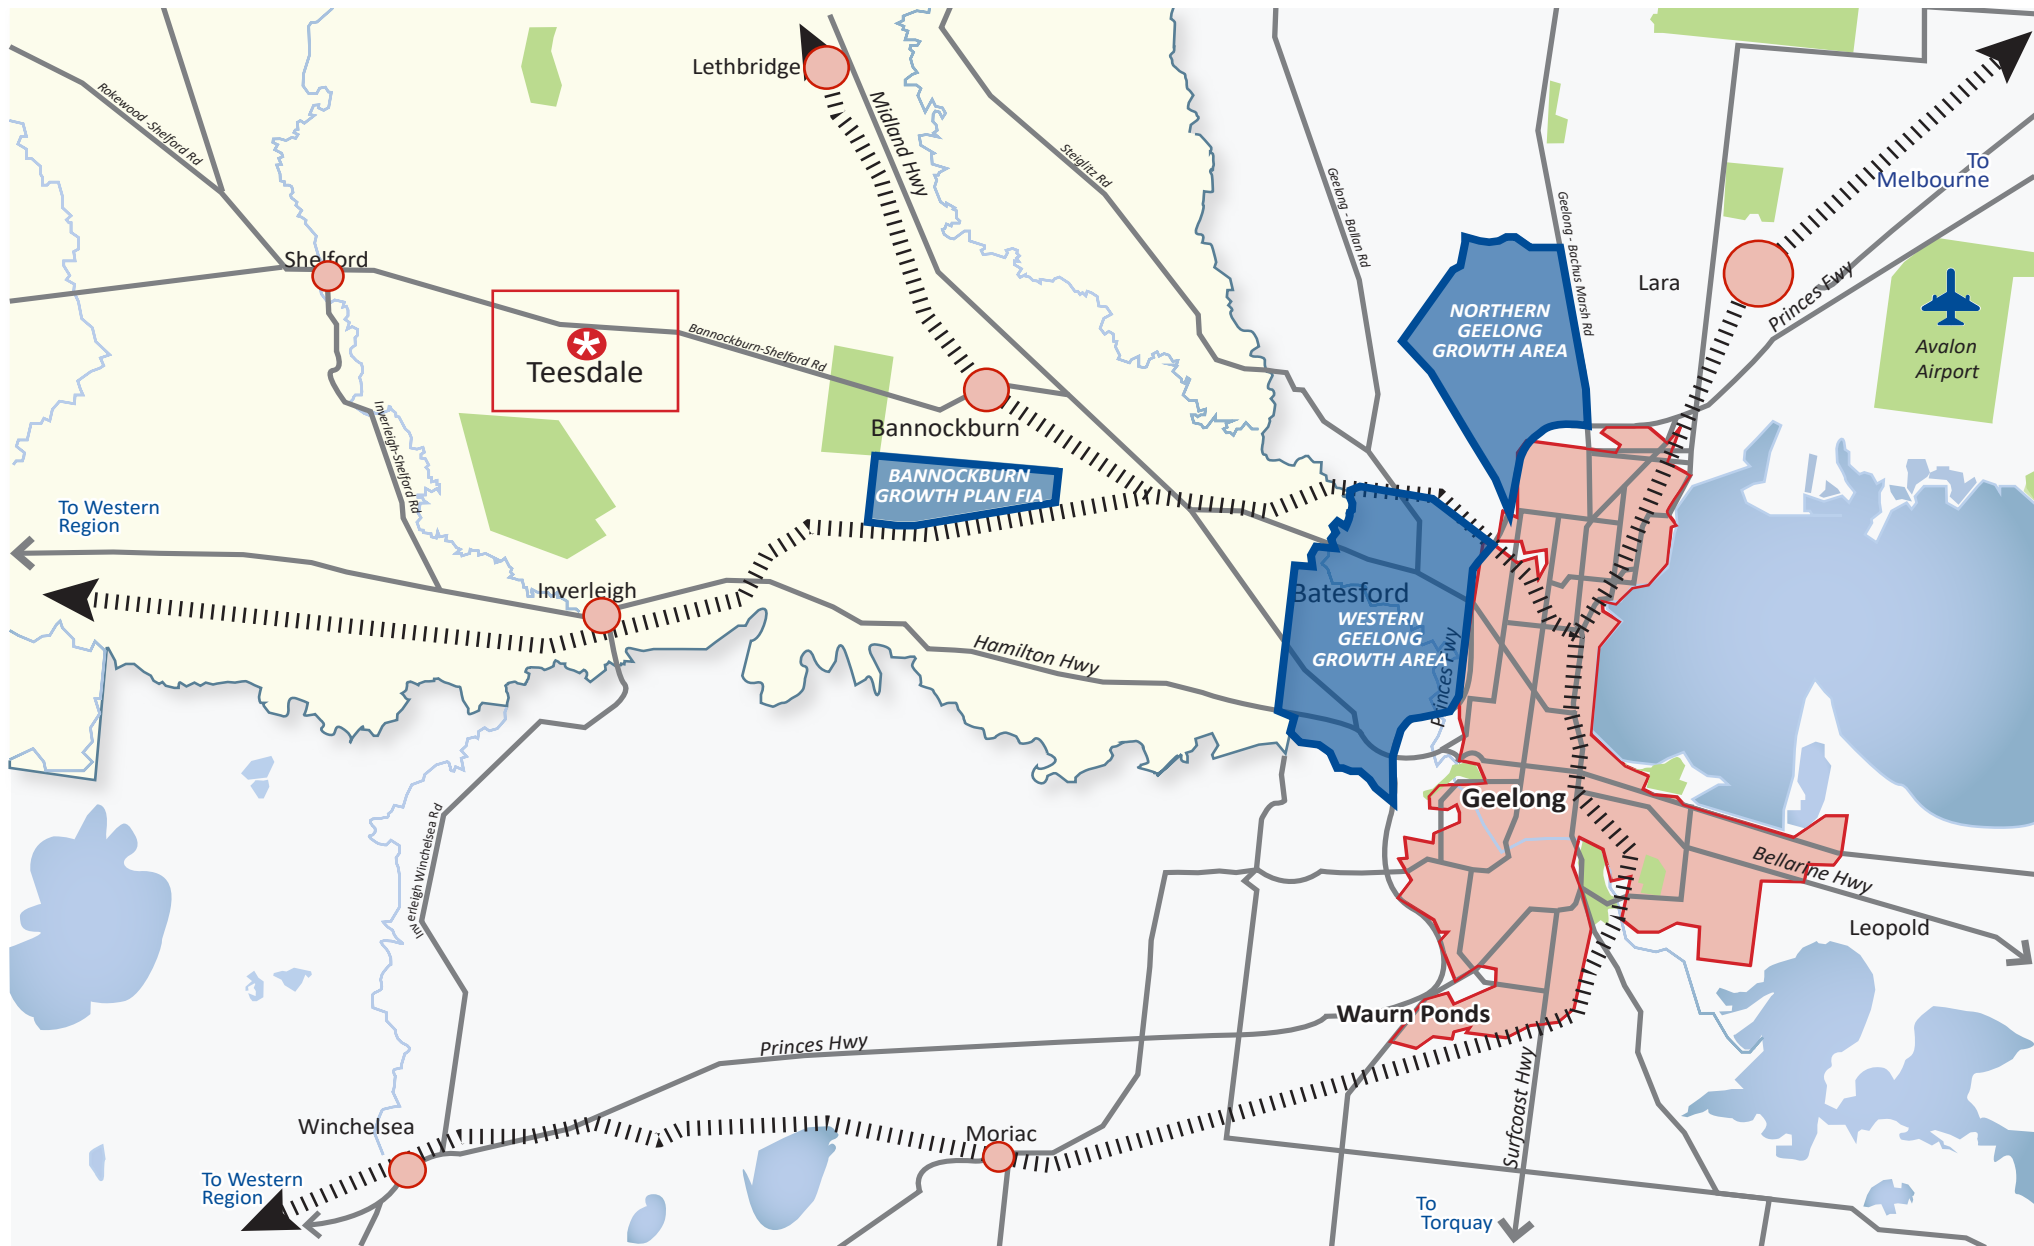 Lethbridge
Midland Hwy
Rokewood -Shelford Rd
Steiglitz Rd
Geelong - Ballan Rd
Geelong - Bachus Marsh Rd
To
Melbourne
Shelford
Lara
Princes Fwy
NORTHERN
GEELONG
GROWTH AREA
Avalon
Airport
Teesdale
Bannockburn-Shelford Rd
Bannockburn
Inverleigh-Shelford Rd
BANNOCKBURN
GROWTH PLAN FIA
To Western
Region
Inverleigh
Batesford
WESTERN
GEELONG
GROWTH AREA
Princes Fwy
Hamilton Hwy
Geelong
Inverleigh Winchelsea Rd
Bellarine Hwy
Leopold
Waurn Ponds
Princes Hwy
Surfcoast Hwy
Winchelsea
Moriac
To Western
Region
To
Torquay